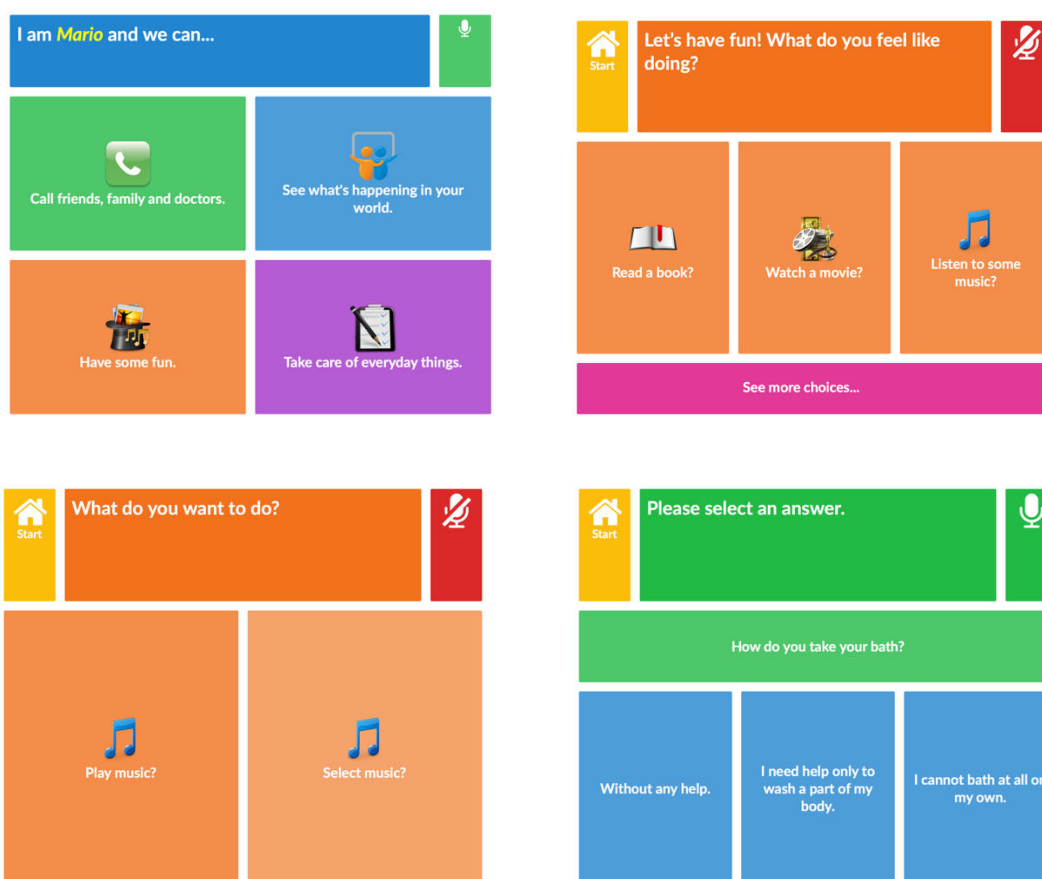 I am Mario and we can...
Call friends, family and doctors.
See what's happening in your
world.
Have some fun.
Take care of everyday things.
Start
Let's have fun! What do you feel like
doing?
Read a book?
Watch a movie?
Listen to some
music?
See more choices...
Start
What do you want to do?
Play music?
Select music?
Start
Please select an answer.
How do you take your bath?
Without any help.
I need help only to
wash a part of my
body.
I cannot bath at all on
my own.